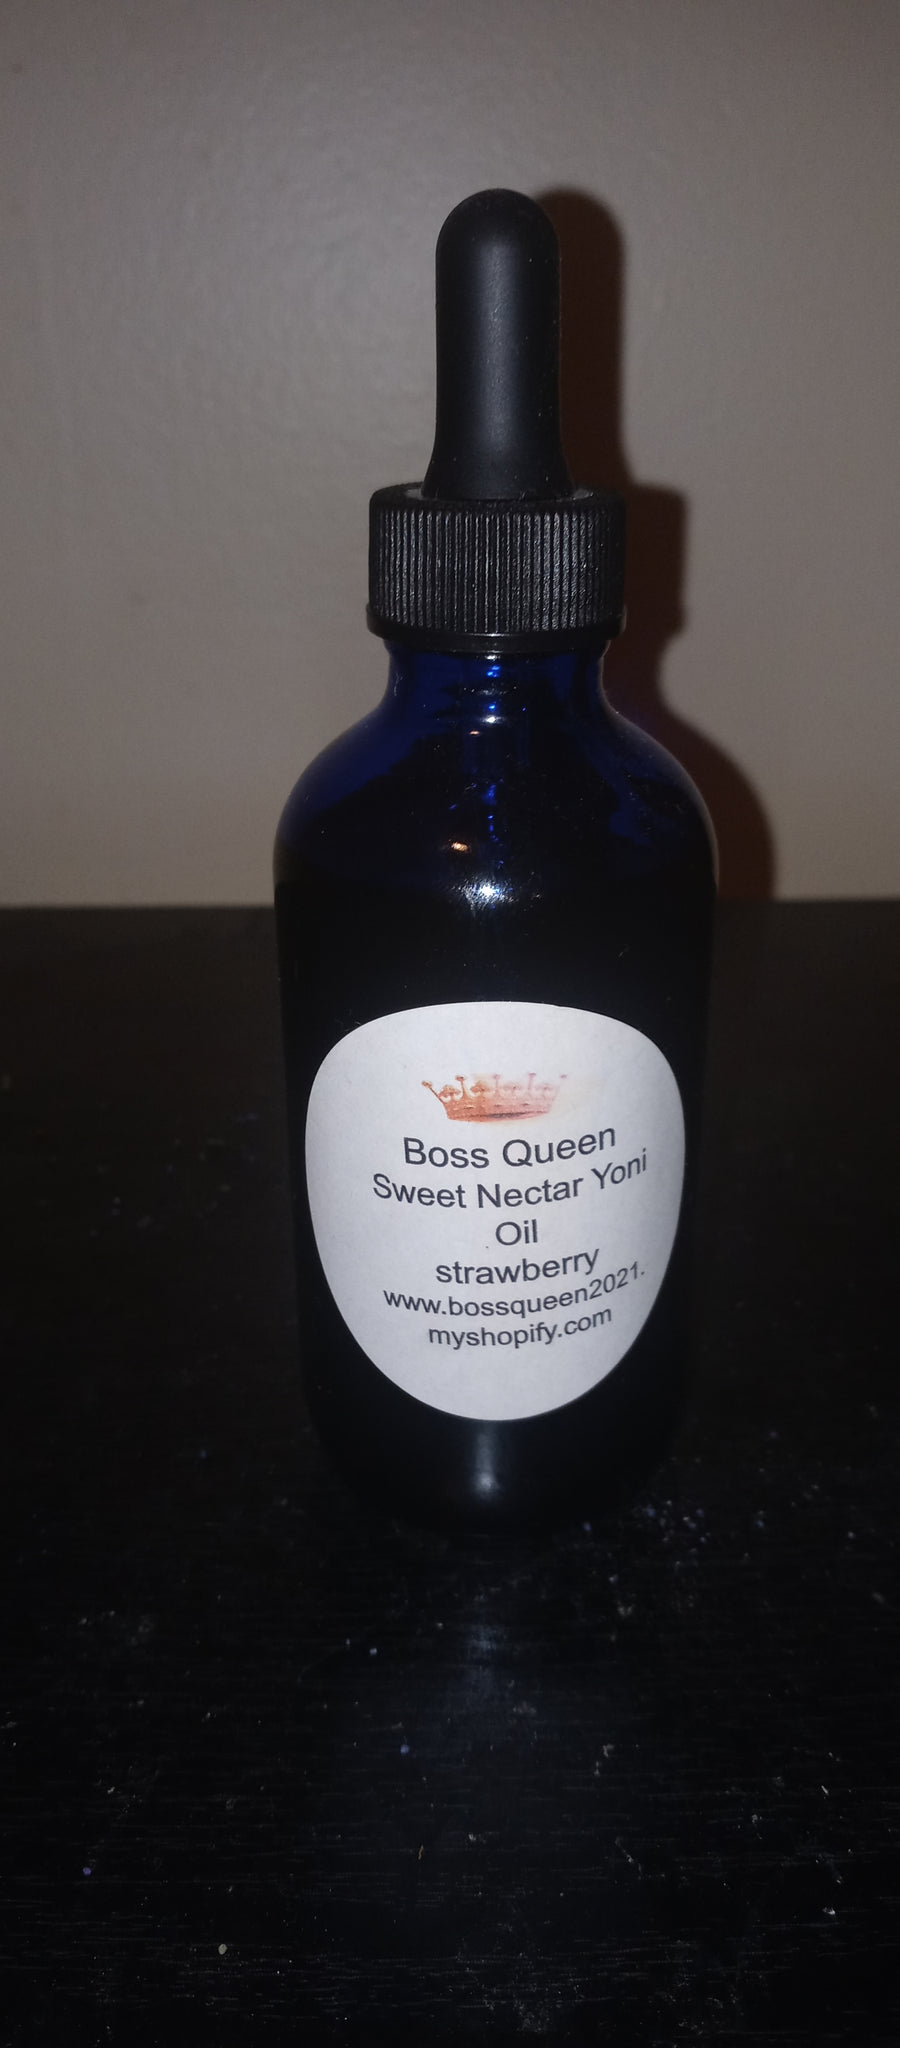 Boss Queen
Sweet Nectar Yoni
Oil
strawberry
www.bossqueen2021.
myshopify.com